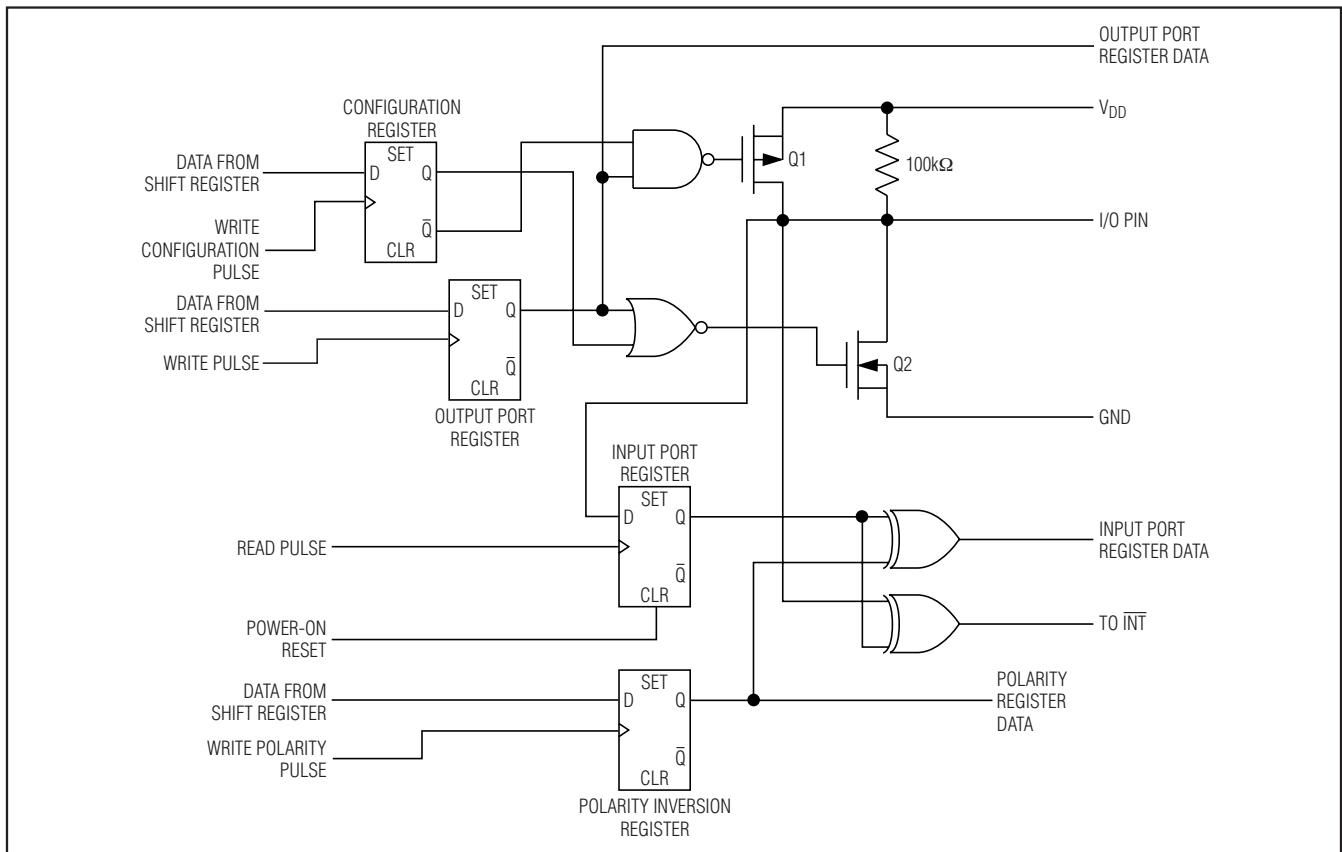 OUTPUT PORT
REGISTER DATA
CONFIGURATION
REGISTER
V_DD
SET
DATA FROM
SHIFT REGISTER
D
Q
Q1
100kΩ
WRITE
CONFIGURATION
PULSE
Q̅
CLR
I/O PIN
DATA FROM
SHIFT REGISTER
SET
D
Q
WRITE PULSE
Q̅
CLR
Q2
OUTPUT PORT
REGISTER
GND
INPUT PORT
REGISTER
SET
D
Q
READ PULSE
Q̅
CLR
INPUT PORT
REGISTER DATA
POWER-ON
RESET
TO I̅N̅T̅
DATA FROM
SHIFT REGISTER
SET
D
Q
POLARITY
REGISTER
DATA
WRITE POLARITY
PULSE
Q̅
CLR
POLARITY INVERSION
REGISTER